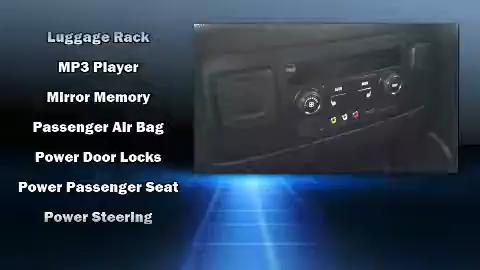 Luggage Rack
MP3 Player
Mirror Memory
Passenger Air Bag
Power Door Locks
Power Passenger Seat
Power Steering